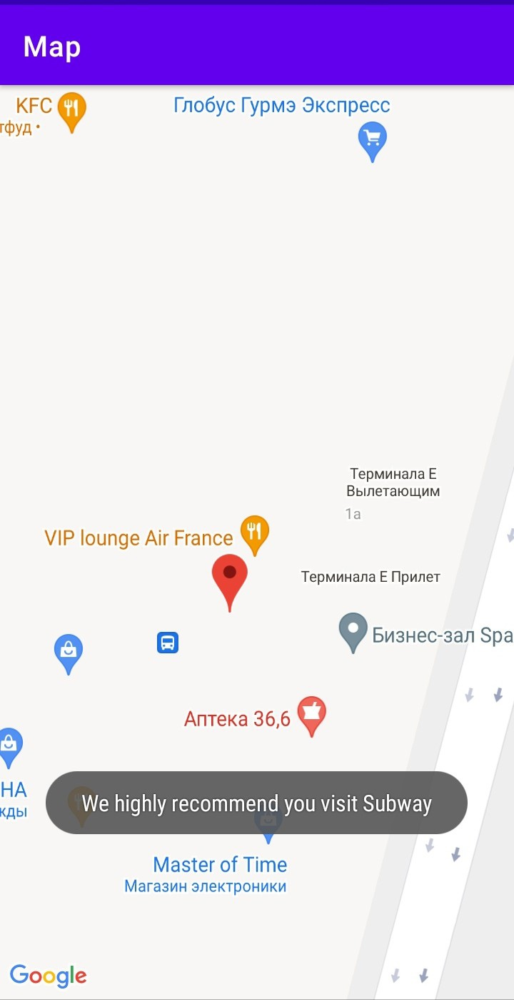 Map
KFC
Глобус Гурмэ Экспресс
тфуд •
Терминала E
Вылетающим
1а
VIP lounge Air France
Терминала E Прилет
Бизнес-зал Spa
Аптека 36,6
НА
жды
We highly recommend you visit Subway
Master of Time
Магазин электроники
Google